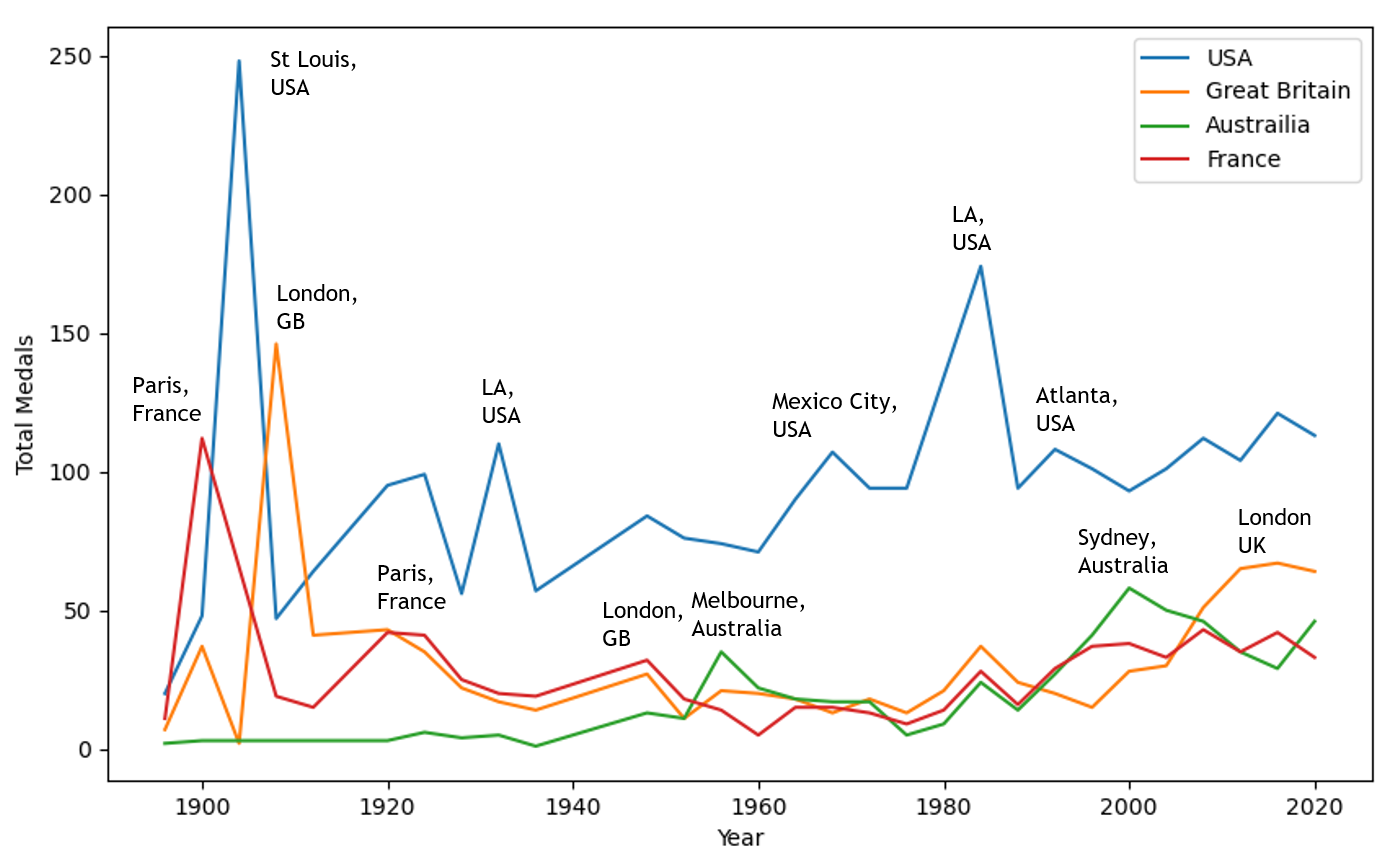 250
200
150
100
50
0
Total Medals
1900
1920
1940
1960
1980
2000
2020
Year
USA
Great Britain
Austrailia
France
St Louis,
USA
London,
GB
Paris,
France
LA,
USA
Paris,
France
London,
GB
Melbourne,
Australia
Mexico City,
USA
LA,
USA
Atlanta,
USA
Sydney,
Australia
London
UK